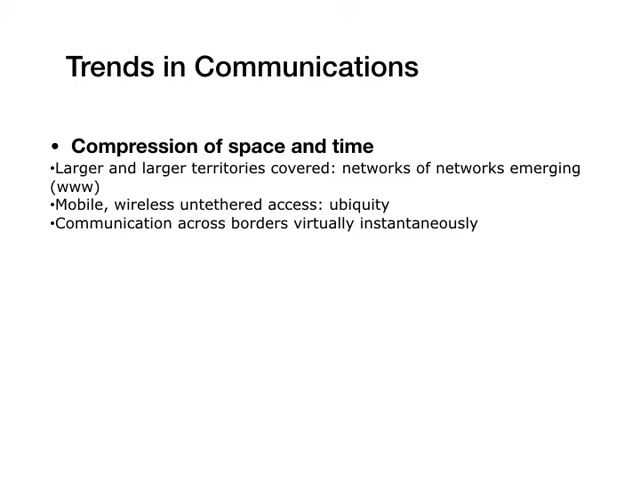 Trends in Communications
• Compression of space and time
•Larger and larger territories covered: networks of networks emerging
(www)
•Mobile, wireless untethered access: ubiquity
•Communication across borders virtually instantaneously